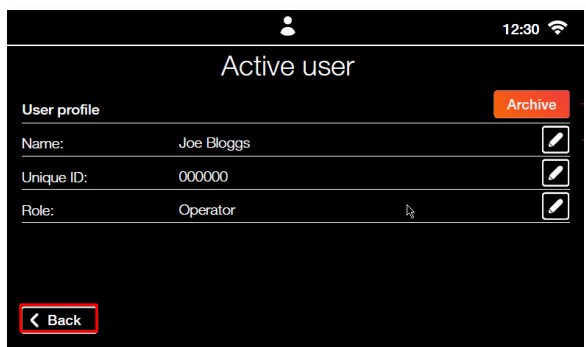 12:30
Active user
User profile
Archive
Name: Joe Bloggs
Unique ID: 000000
Role: Operator
Back